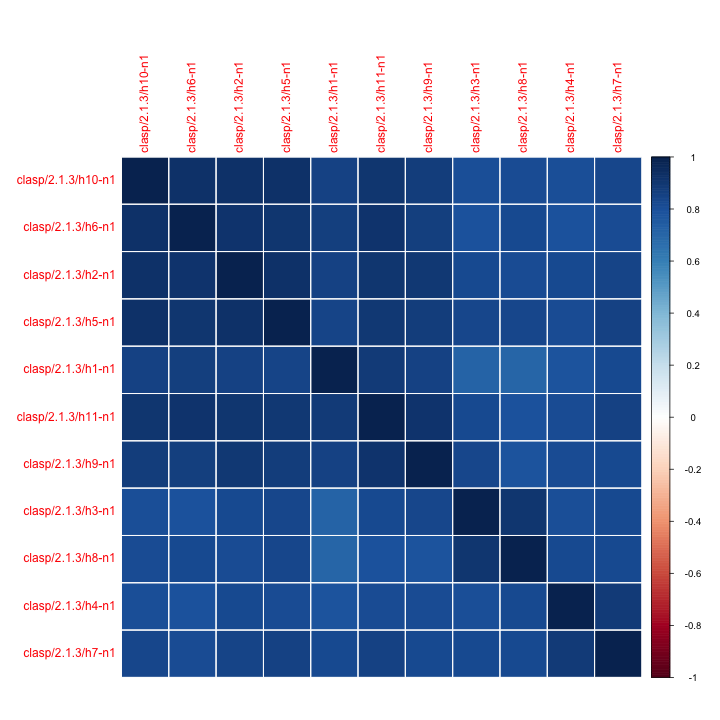 clasp/2.1.3/h10-n1
clasp/2.1.3/h6-n1
clasp/2.1.3/h2-n1
clasp/2.1.3/h5-n1
clasp/2.1.3/h1-n1
clasp/2.1.3/h11-n1
clasp/2.1.3/h9-n1
clasp/2.1.3/h3-n1
clasp/2.1.3/h8-n1
clasp/2.1.3/h4-n1
clasp/2.1.3/h7-n1
clasp/2.1.3/h10-n1
clasp/2.1.3/h6-n1
clasp/2.1.3/h2-n1
clasp/2.1.3/h5-n1
clasp/2.1.3/h1-n1
clasp/2.1.3/h11-n1
clasp/2.1.3/h9-n1
clasp/2.1.3/h3-n1
clasp/2.1.3/h8-n1
clasp/2.1.3/h4-n1
clasp/2.1.3/h7-n1
1
0.8
0.6
0.4
0.2
0
-0.2
-0.4
-0.6
-0.8
-1